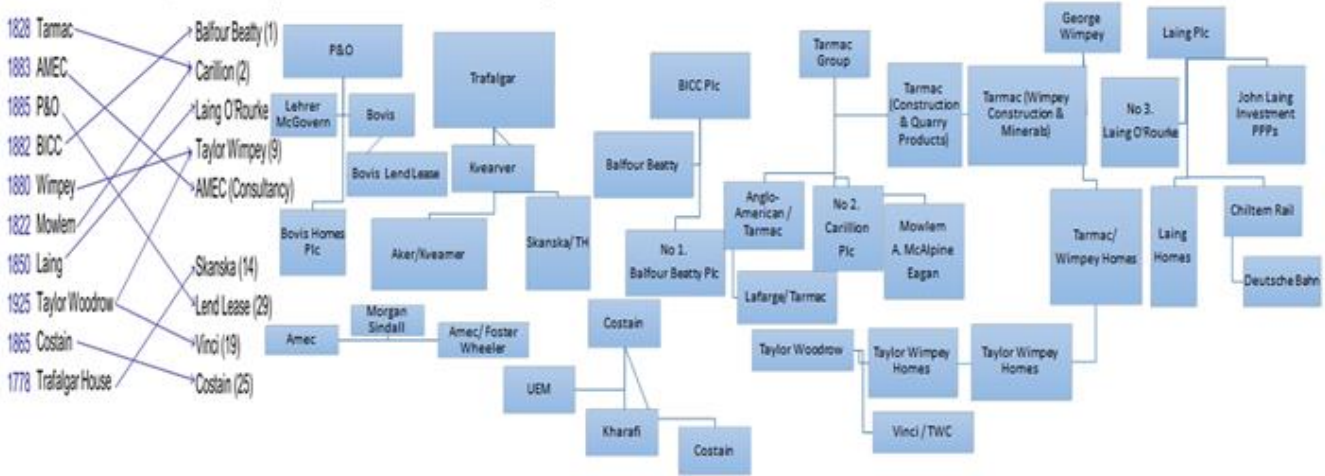 1828 Tarmac
1883 AMEC
1885 P&O
1882 BICC
1880 Wimpey
1822 Mowlem
1850 Laing
1925 Taylor Woodrow
1865 Costain
1778 Trafalgar House
Balfour Beatty (1)
Carillion (2)
Laing O'Rourke
Taylor Wimpey (9)
AMEC (Consultancy)
Skanska (14)
Lend Lease (29)
Vinci (19)
Costain (25)
P&O
Lehrer
McGovern
Bovis
Bovis Lend Lease
Bovis Homes
Plc
Trafalgar
Kvearver
Aker/Kveamer
Skanska/TH
Amec
Morgan
Sindall
Amec/ Foster
Wheeler
BICC Plc
Balfour Beatty
No 1.
Balfour Beatty Plc
Costain
UEM
Kharafi
Costain
Tarmac
Group
Tarmac
(Construction
& Quarry
Products)
Anglo-
American /
Tarmac
No 2.
Carillion
Plc
Mowlem
A. McAlpine
Eagan
Lafarge/ Tarmac
George
Wimpey
Tarmac (Wimpey
Construction &
Minerals)
Tarmac/
Wimpey Homes
Taylor Woodrow
Taylor Wimpey
Homes
Taylor Wimpey
Homes
Vinci / TWC
Laing Plc
No 3.
Laing O'Rourke
John Laing
Investment
PPPs
Laing
Homes
Chiltern Rail
Deutsche Bahn